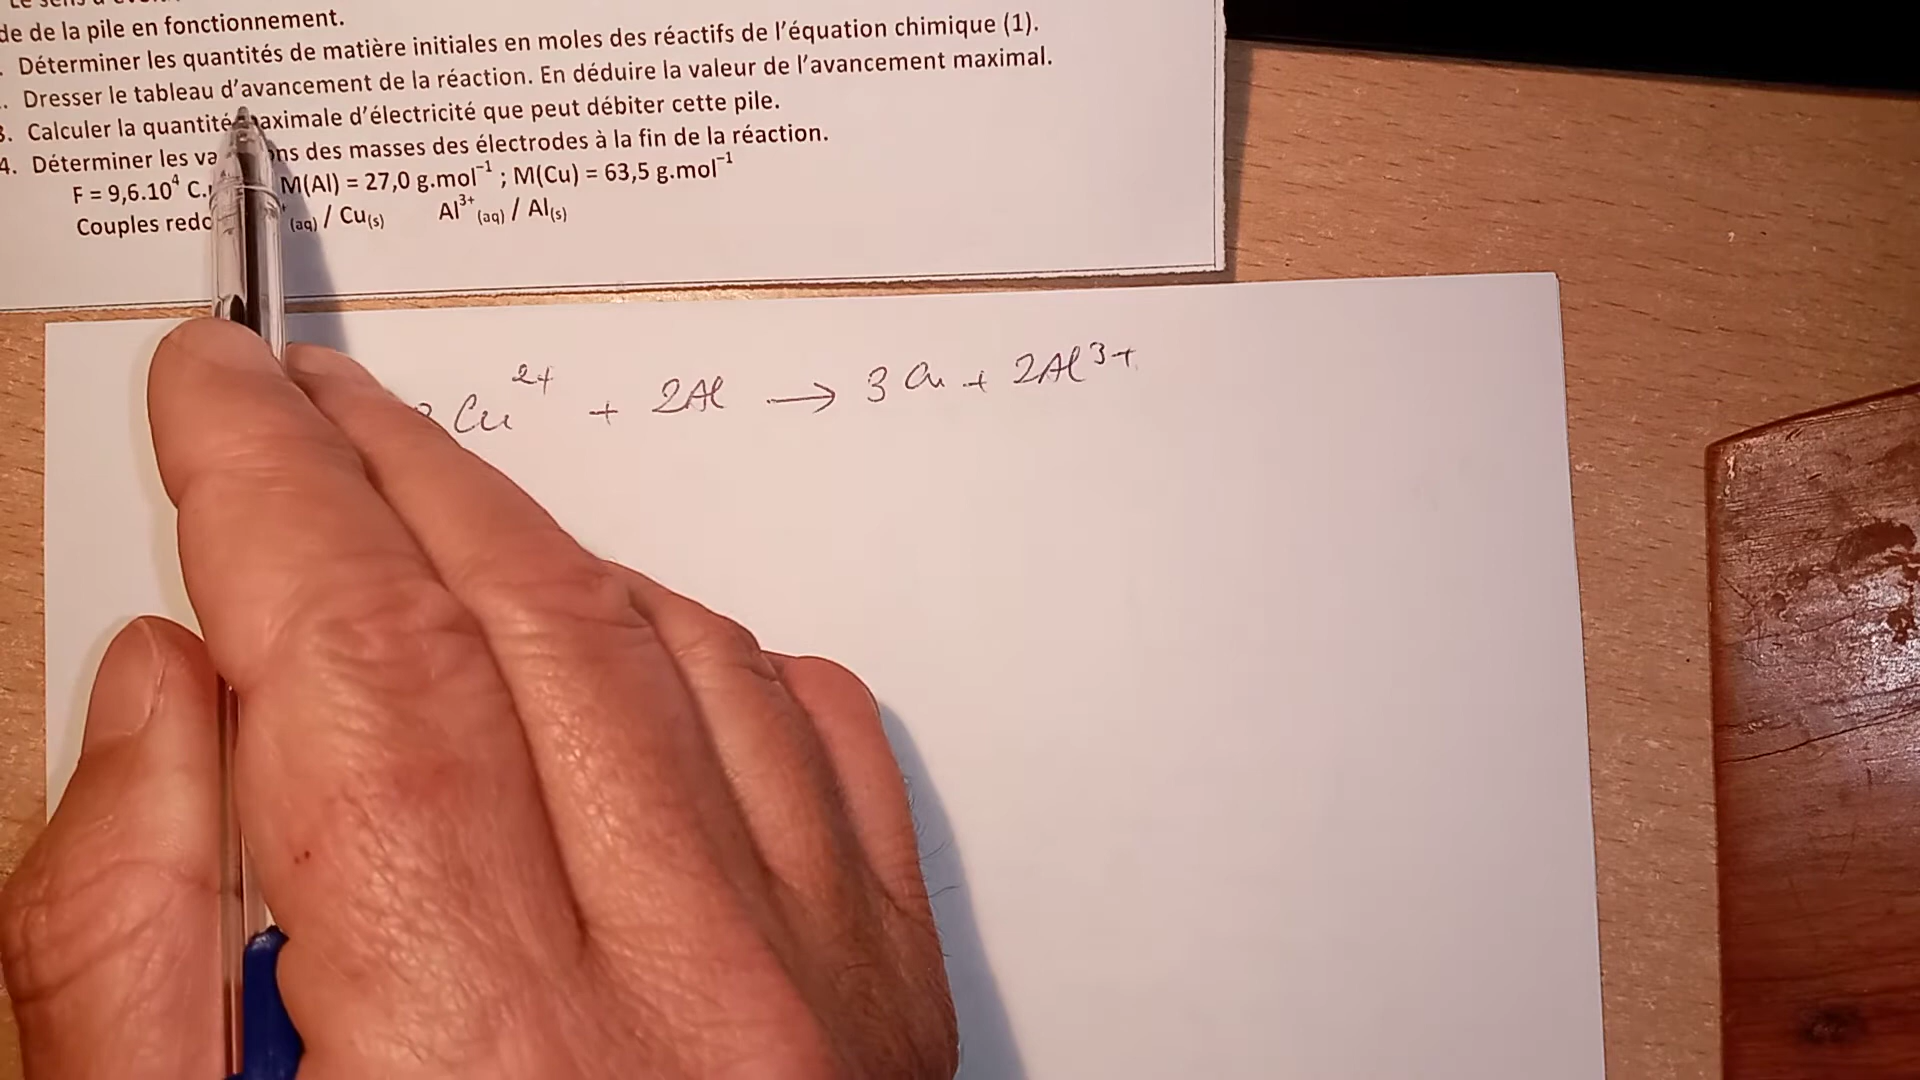 de de la pile en fonctionnement.
. Déterminer les quantités de matière initiales en moles des réactifs de l'équation chimique (1).
. Dresser le tableau d'avancement de la réaction. En déduire la valeur de l'avancement maximal.
3. Calculer la quantité maximale d'électricité que peut débiter cette pile.
4. Déterminer les des masses des électrodes à la fin de la réaction.
F = 9,6.10⁴ C. M(Al) = 27,0 g.mol⁻¹ ; M(Cu) = 63,5 g.mol⁻¹
Couples (aq) / Cu(s) Al³⁺(aq) / Al(s)
Cu²⁺ + 2Al → 3 Cu + 2Al³⁺